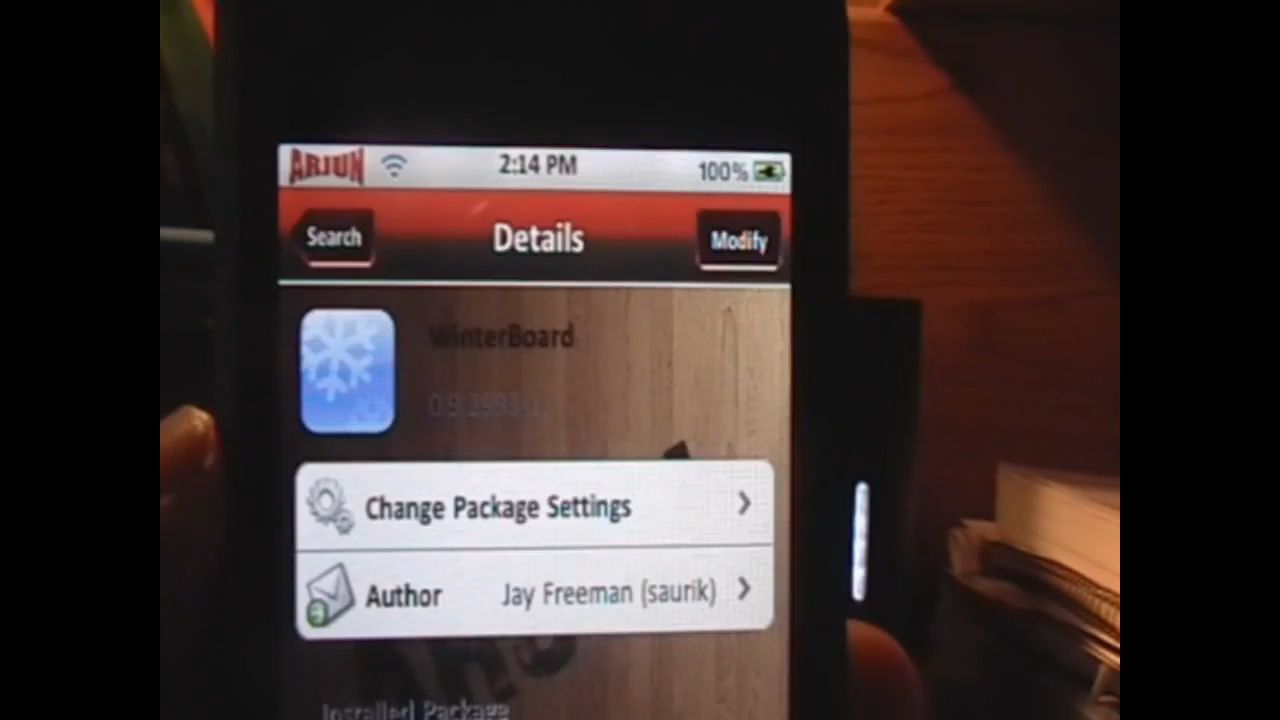 ARJUN 2:14 PM 100%
Search Details Modify
WinterBoard
Change Package Settings
Author Jay Freeman (saurik)
Installed Package